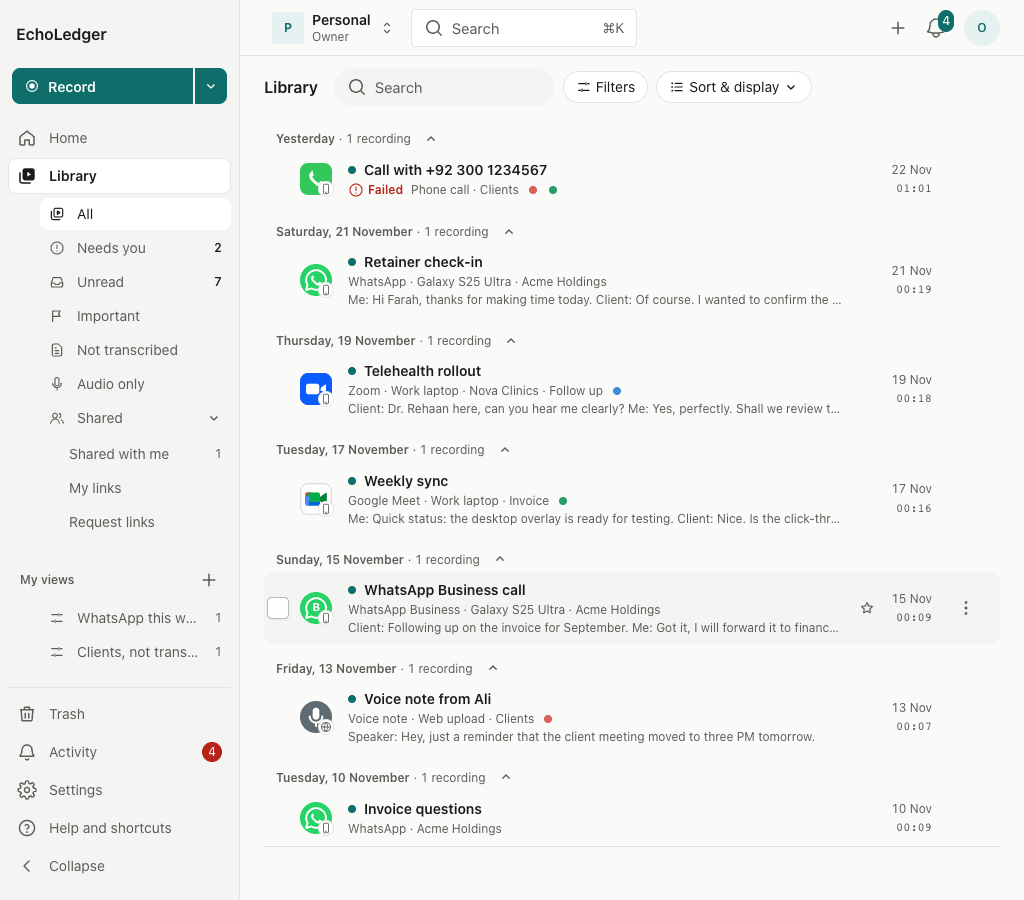 EchoLedger
Record
Home
Library
All
Needs you 2
Unread 7
Important
Not transcribed
Audio only
Shared
Shared with me 1
My links
Request links
My views
WhatsApp this w... 1
Clients, not trans... 1
Trash
Activity 4
Settings
Help and shortcuts
Collapse
P Personal
Owner
Search ⌘K
4
O
Library Search Filters Sort & display
Yesterday · 1 recording
Call with +92 300 1234567 22 Nov
Failed Phone call · Clients 01:01
Saturday, 21 November · 1 recording
Retainer check-in 21 Nov
WhatsApp · Galaxy S25 Ultra · Acme Holdings 00:19
Me: Hi Farah, thanks for making time today. Client: Of course. I wanted to confirm the ...
Thursday, 19 November · 1 recording
Telehealth rollout 19 Nov
Zoom · Work laptop · Nova Clinics · Follow up 00:18
Client: Dr. Rehaan here, can you hear me clearly? Me: Yes, perfectly. Shall we review t...
Tuesday, 17 November · 1 recording
Weekly sync 17 Nov
Google Meet · Work laptop · Invoice 00:16
Me: Quick status: the desktop overlay is ready for testing. Client: Nice. Is the click-thr...
Sunday, 15 November · 1 recording
B WhatsApp Business call 15 Nov
WhatsApp Business · Galaxy S25 Ultra · Acme Holdings 00:09
Client: Following up on the invoice for September. Me: Got it, I will forward it to financ...
Friday, 13 November · 1 recording
Voice note from Ali 13 Nov
Voice note · Web upload · Clients 00:07
Speaker: Hey, just a reminder that the client meeting moved to three PM tomorrow.
Tuesday, 10 November · 1 recording
Invoice questions 10 Nov
WhatsApp · Acme Holdings 00:09